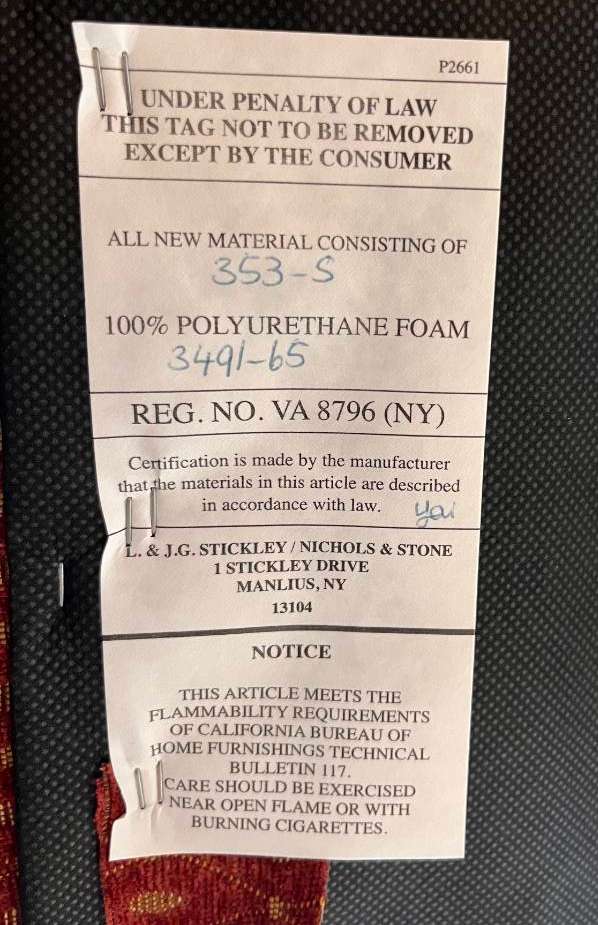 P2661
UNDER PENALTY OF LAW
THIS TAG NOT TO BE REMOVED
EXCEPT BY THE CONSUMER
ALL NEW MATERIAL CONSISTING OF
353-S
100% POLYURETHANE FOAM
3491-65
REG. NO. VA 8796 (NY)
Certification is made by the manufacturer
that the materials in this article are described
in accordance with law.
L. & J.G. STICKLEY / NICHOLS & STONE
1 STICKLEY DRIVE
MANLIUS, NY
13104
NOTICE
THIS ARTICLE MEETS THE
FLAMMABILITY REQUIREMENTS
OF CALIFORNIA BUREAU OF
HOME FURNISHINGS TECHNICAL
BULLETIN 117.
CARE SHOULD BE EXERCISED
NEAR OPEN FLAME OR WITH
BURNING CIGARETTES.